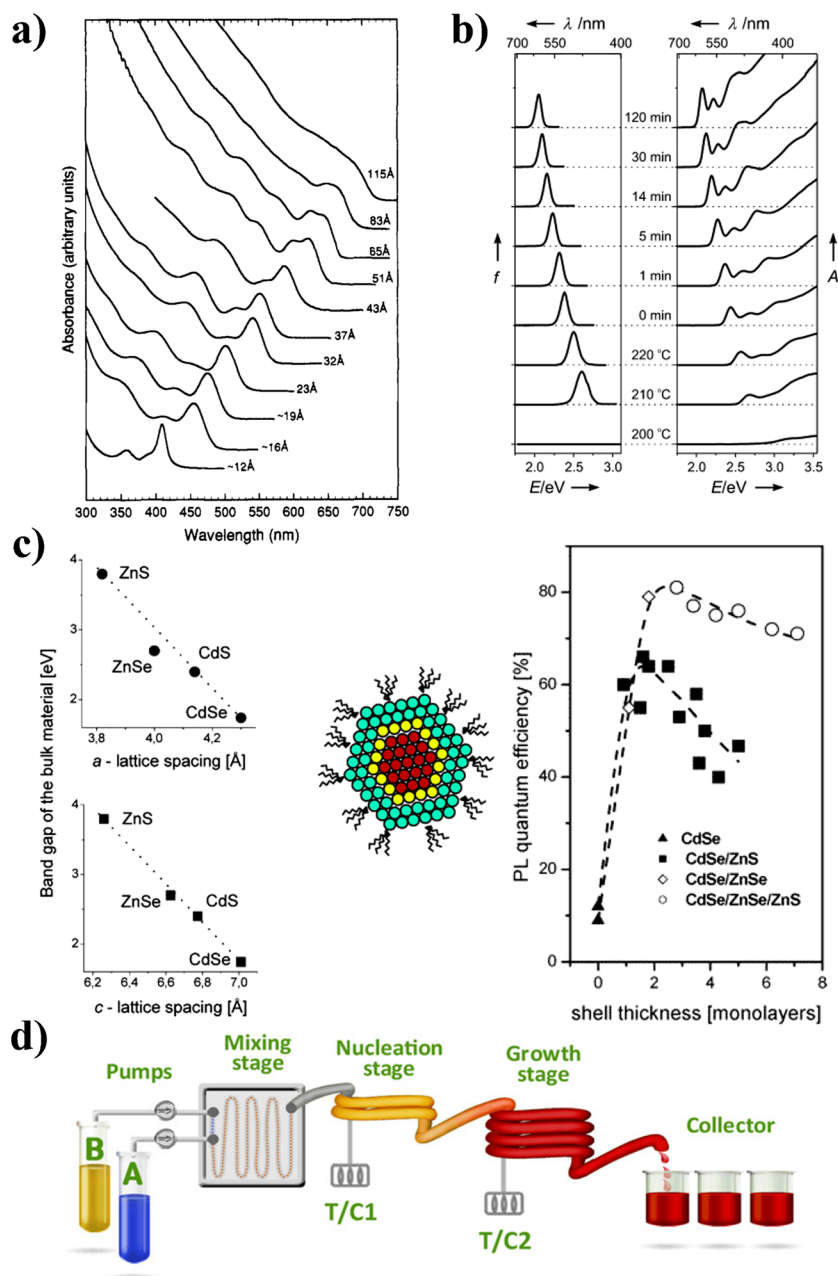 a)
Absorbance (arbitrary units)
115Å
83Å
65Å
51Å
43Å
37Å
32Å
23Å
~19Å
~16Å
~12Å
300 350 400 450 500 550 600 650 700 750
Wavelength (nm)
b)
← λ /nm
700 550 400
← λ /nm
700 550 400
120 min
30 min
14 min
5 min
1 min
0 min
220 °C
210 °C
200 °C
f
A
2.0 2.5 3.0
E/eV →
2.0 2.5 3.0 3.5
E/eV →
c)
Band gap of the bulk material [eV]
4
3
2
ZnS
ZnSe
CdS
CdSe
3,8 4,0 4,2 4,4
a - lattice spacing [Å]
4
3
2
ZnS
ZnSe
CdS
CdSe
6,2 6,4 6,6 6,8 7,0
c - lattice spacing [Å]
PL quantum efficiency [%]
80
60
40
20
0
CdSe
CdSe/ZnS
CdSe/ZnSe
CdSe/ZnSe/ZnS
0 2 4 6 8
shell thickness [monolayers]
d)
Pumps
Mixing
stage
Nucleation
stage
Growth
stage
Collector
B
A
T/C1
T/C2